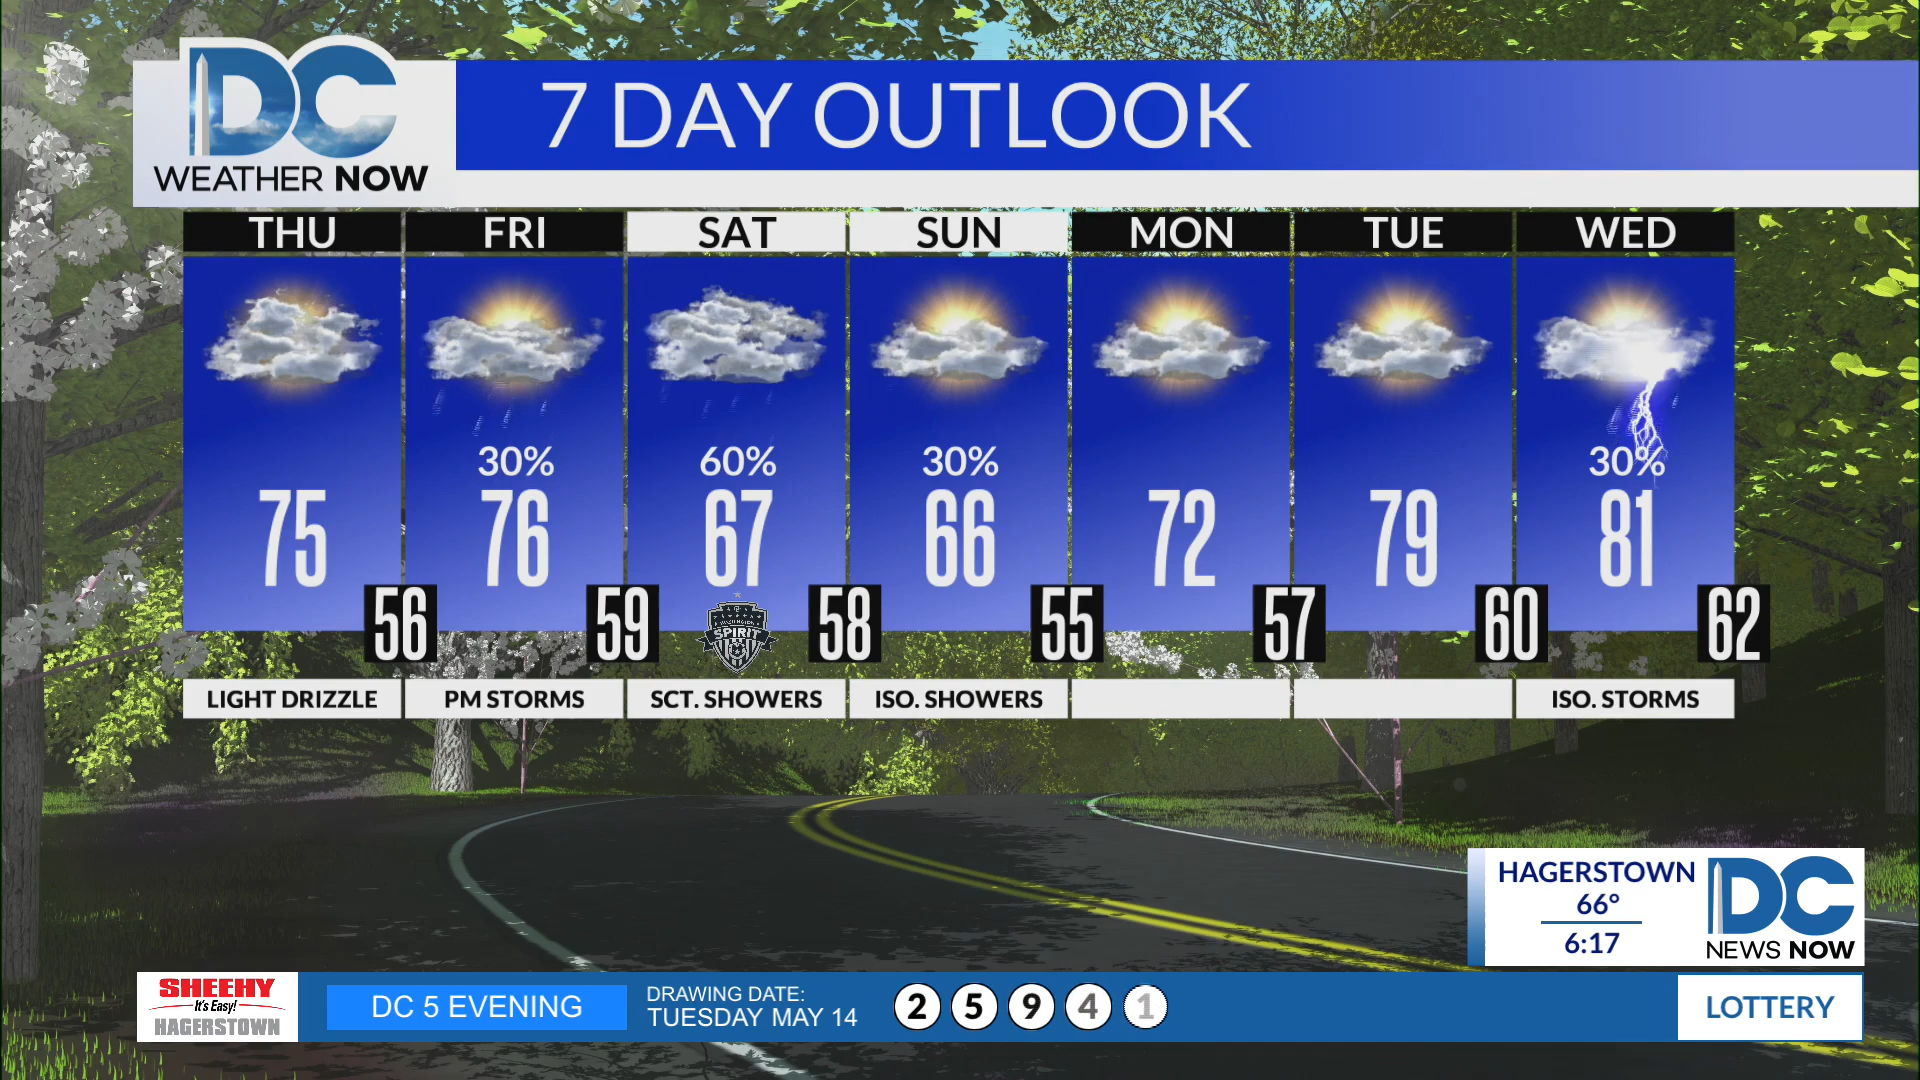 DC
WEATHER NOW
7 DAY OUTLOOK
THU FRI SAT SUN MON TUE WED
30% 60% 30% 30%
75 76 67 66 72 79 81
56 59 58 55 57 60 62
WASHINGTON
SPIRIT
LIGHT DRIZZLE PM STORMS SCT. SHOWERS ISO. SHOWERS ISO. STORMS
HAGERSTOWN
66°
6:17
DC
NEWS NOW
SHEEHY
It's Easy!
HAGERSTOWN
DC 5 EVENING
DRAWING DATE:
TUESDAY MAY 14
2 5 9 4 1
LOTTERY